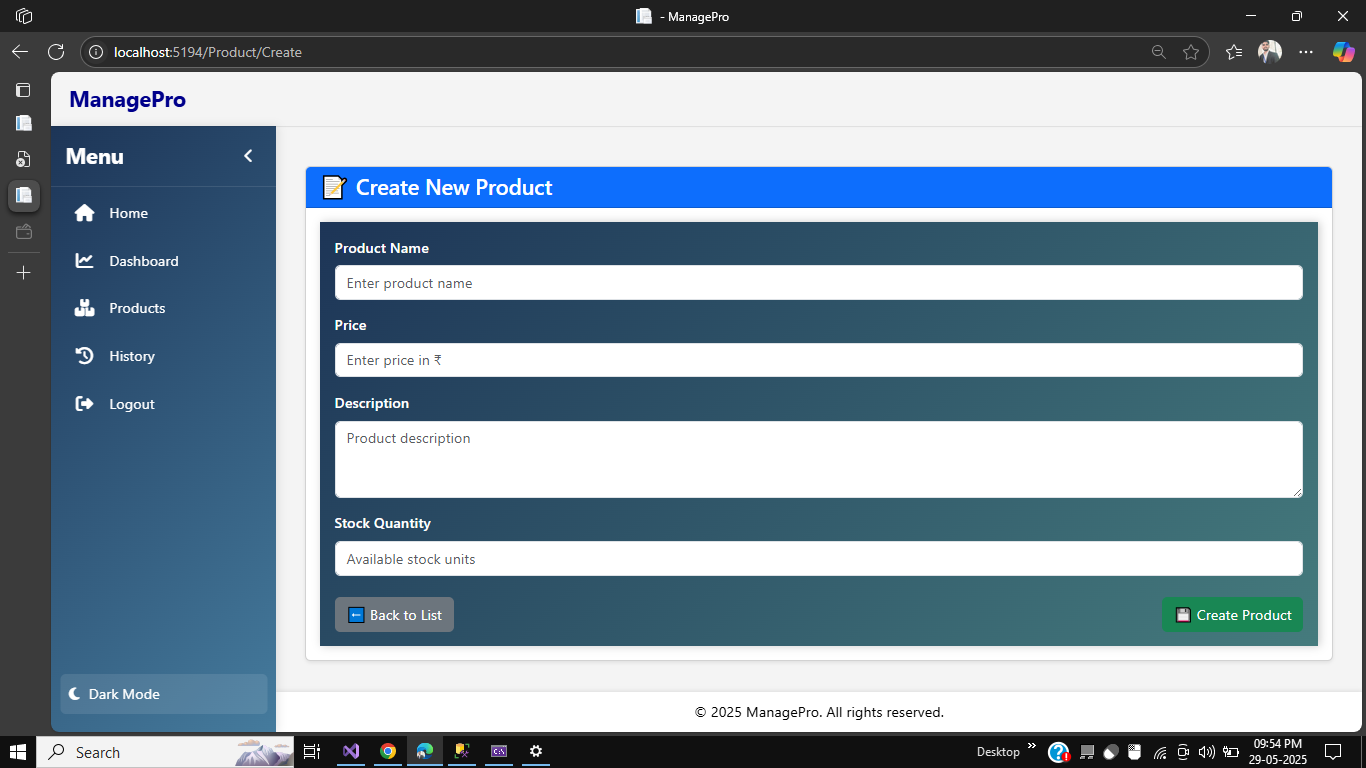 - ManagePro
localhost:5194/Product/Create
ManagePro
Menu
Home
Dashboard
Products
History
Logout
Dark Mode
📝 Create New Product
Product Name
Enter product name
Price
Enter price in ₹
Description
Product description
Stock Quantity
Available stock units
⬅ Back to List
💾 Create Product
© 2025 ManagePro. All rights reserved.
Search
Desktop
09:54 PM
29-05-2025